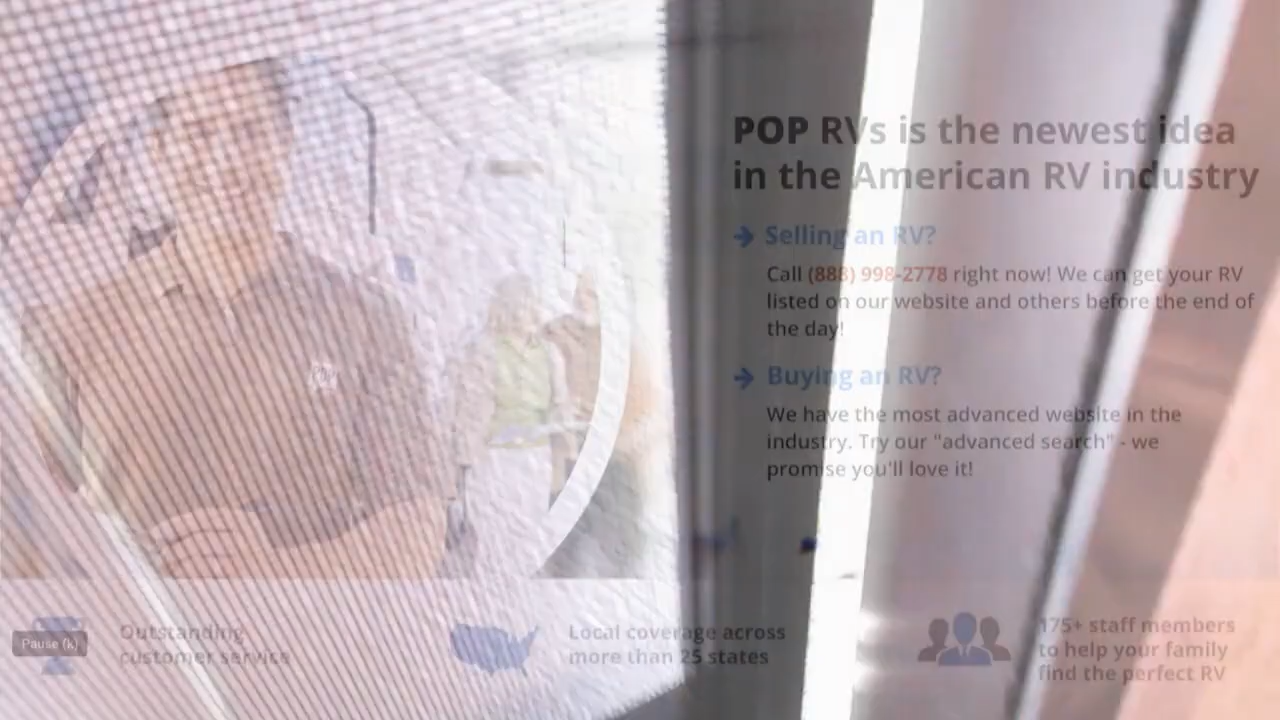 POP RVs is the newest idea
in the American RV industry
Selling an RV?
Call (888) 998-2778 right now! We can get your RV
listed on our website and others before the end of
the day!
POP
Buying an RV?
We have the most advanced website in the
industry. Try our "advanced search" - we
promise you'll love it!
Outstanding
customer service
Local coverage across
more than 25 states
175+ staff members
to help your family
find the perfect RV
Pause (k)